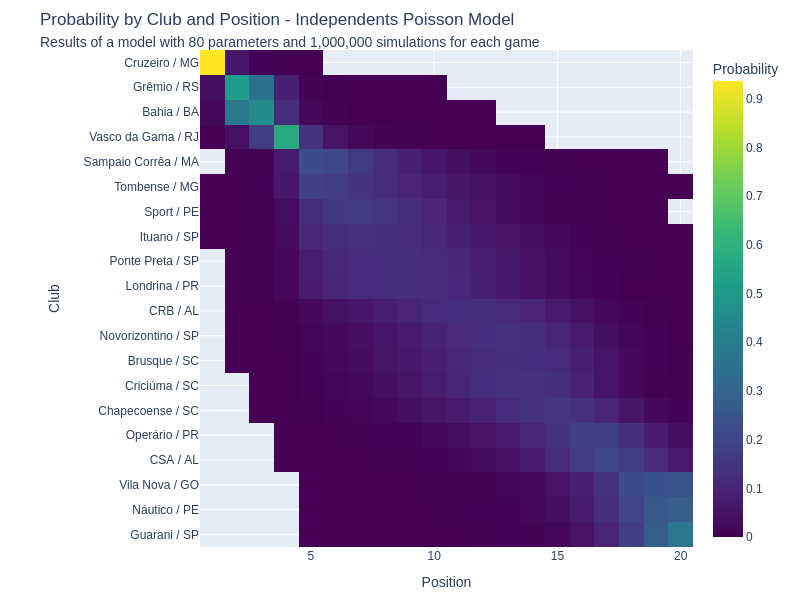 Probability by Club and Position - Independents Poisson Model
Results of a model with 80 parameters and 1,000,000 simulations for each game
Probability
Cruzeiro / MG
Grêmio / RS
Bahia / BA
Vasco da Gama / RJ
Sampaio Corrêa / MA
Tombense / MG
Sport / PE
Ituano / SP
Ponte Preta / SP
Londrina / PR
CRB / AL
Novorizontino / SP
Brusque / SC
Criciúma / SC
Chapecoense / SC
Operário / PR
CSA / AL
Vila Nova / GO
Náutico / PE
Guarani / SP
Club
5
10
15
20
Position
0.9
0.8
0.7
0.6
0.5
0.4
0.3
0.2
0.1
0